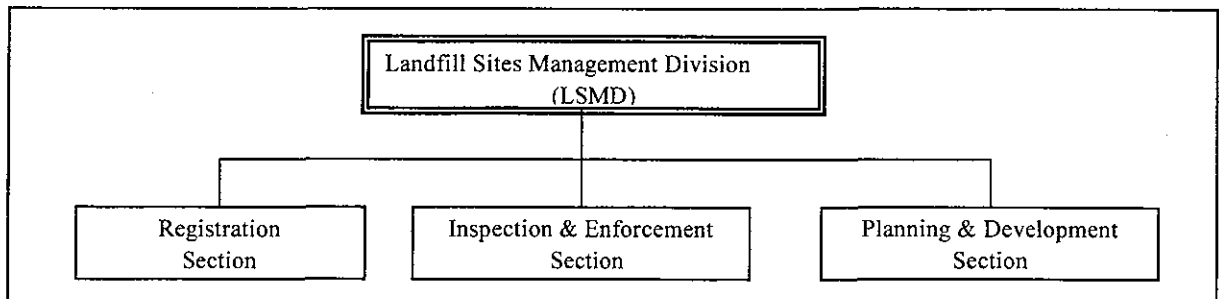 Landfill Sites Management Division
(LSMD)
Registration
Section
Inspection & Enforcement
Section
Planning & Development
Section